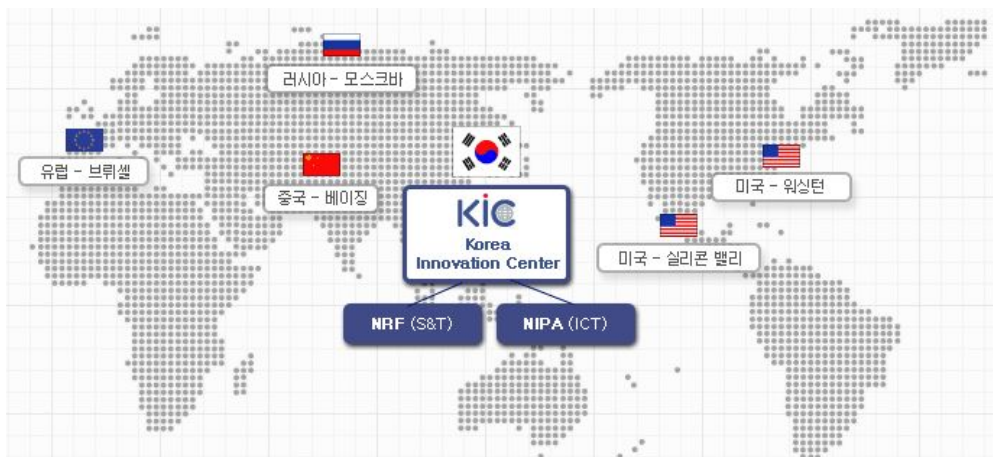 러시아 - 모스크바
유럽 - 브뤼셀
중국 - 베이징
미국 - 워싱턴
KiC
Korea
Innovation Center
미국 - 실리콘 밸리
NRF (S&T)
NIPA (ICT)